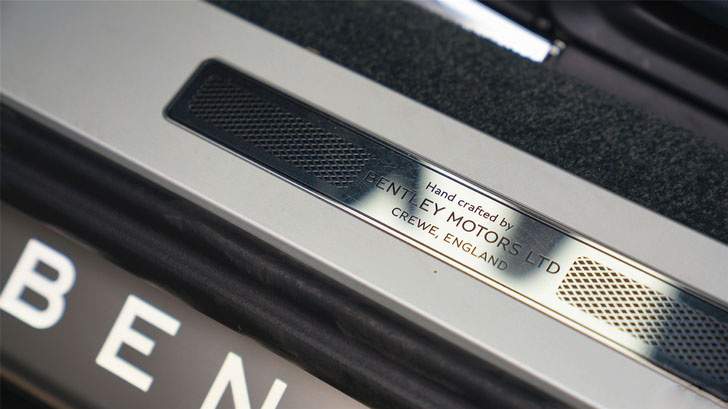 Hand crafted by
BENTLEY MOTORS LTD
CREWE, ENGLAND
BEN